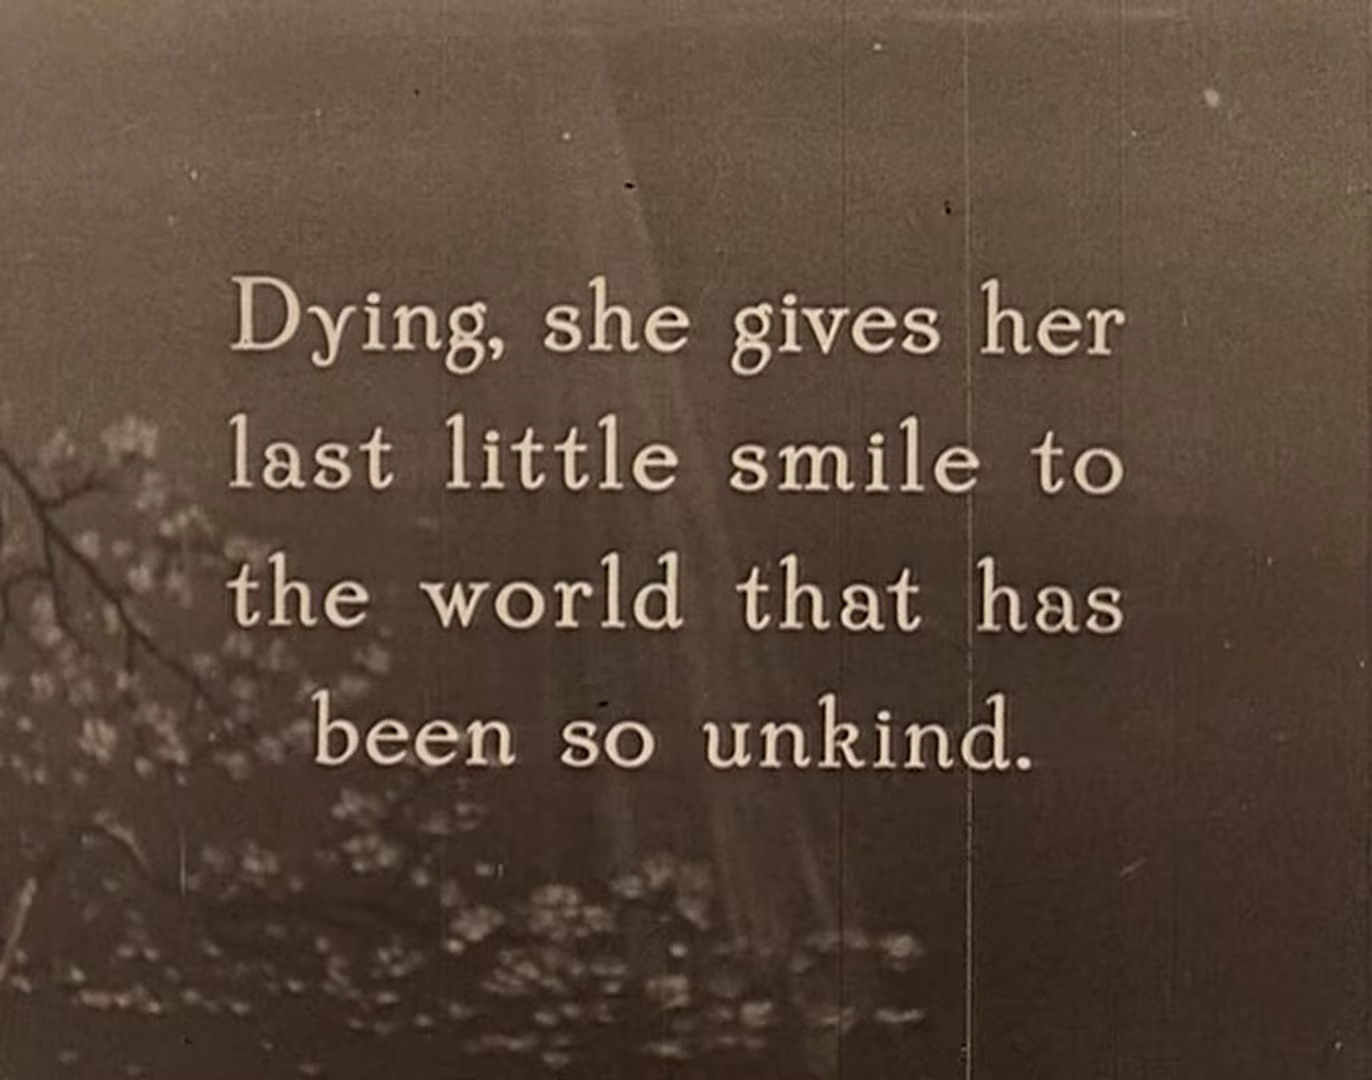 Dying, she gives her
last little smile to
the world that has
been so unkind.